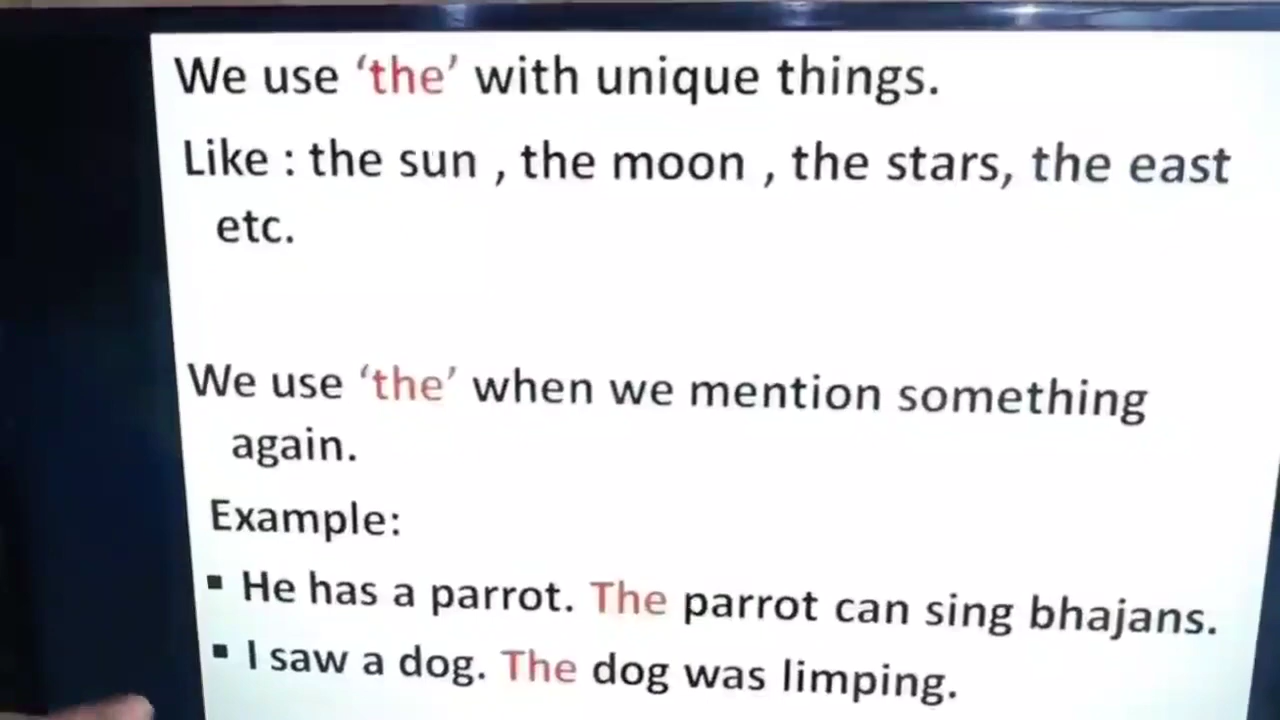 We use ‘the’ with unique things.
Like : the sun , the moon , the stars, the east
etc.
We use ‘the’ when we mention something
again.
Example:
▪ He has a parrot. The parrot can sing bhajans.
▪ I saw a dog. The dog was limping.